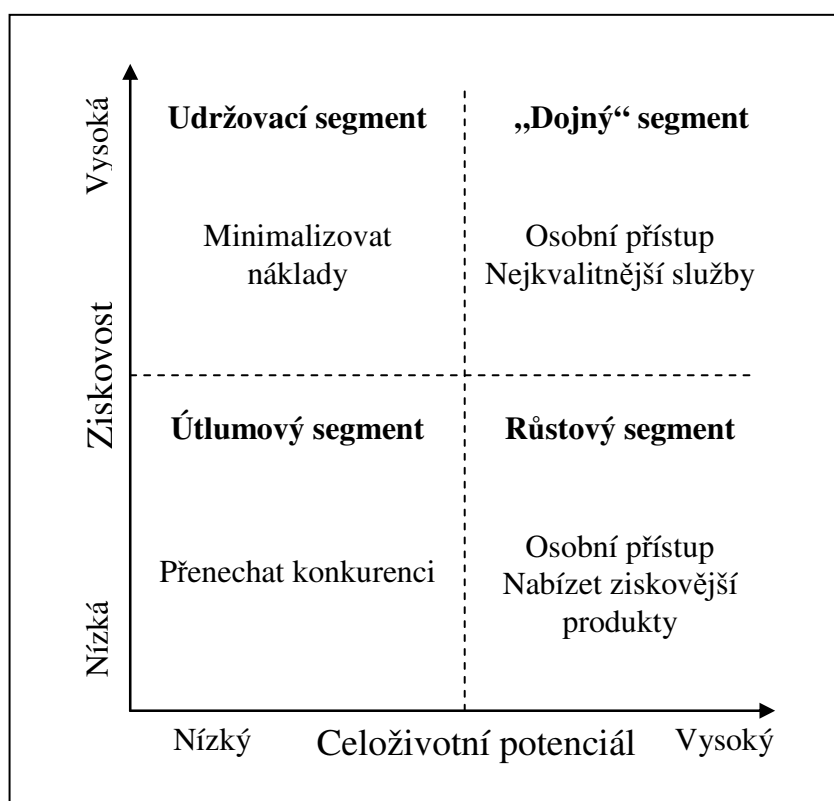 Vysoká
Ziskovost
Nízká
Udržovací segment
Minimalizovat
náklady
„Dojný“ segment
Osobní přístup
Nejkvalitnější služby
Útlumový segment
Přenechat konkurenci
Růstový segment
Osobní přístup
Nabízet ziskovější
produkty
Nízký
Celoživotní potenciál
Vysoký